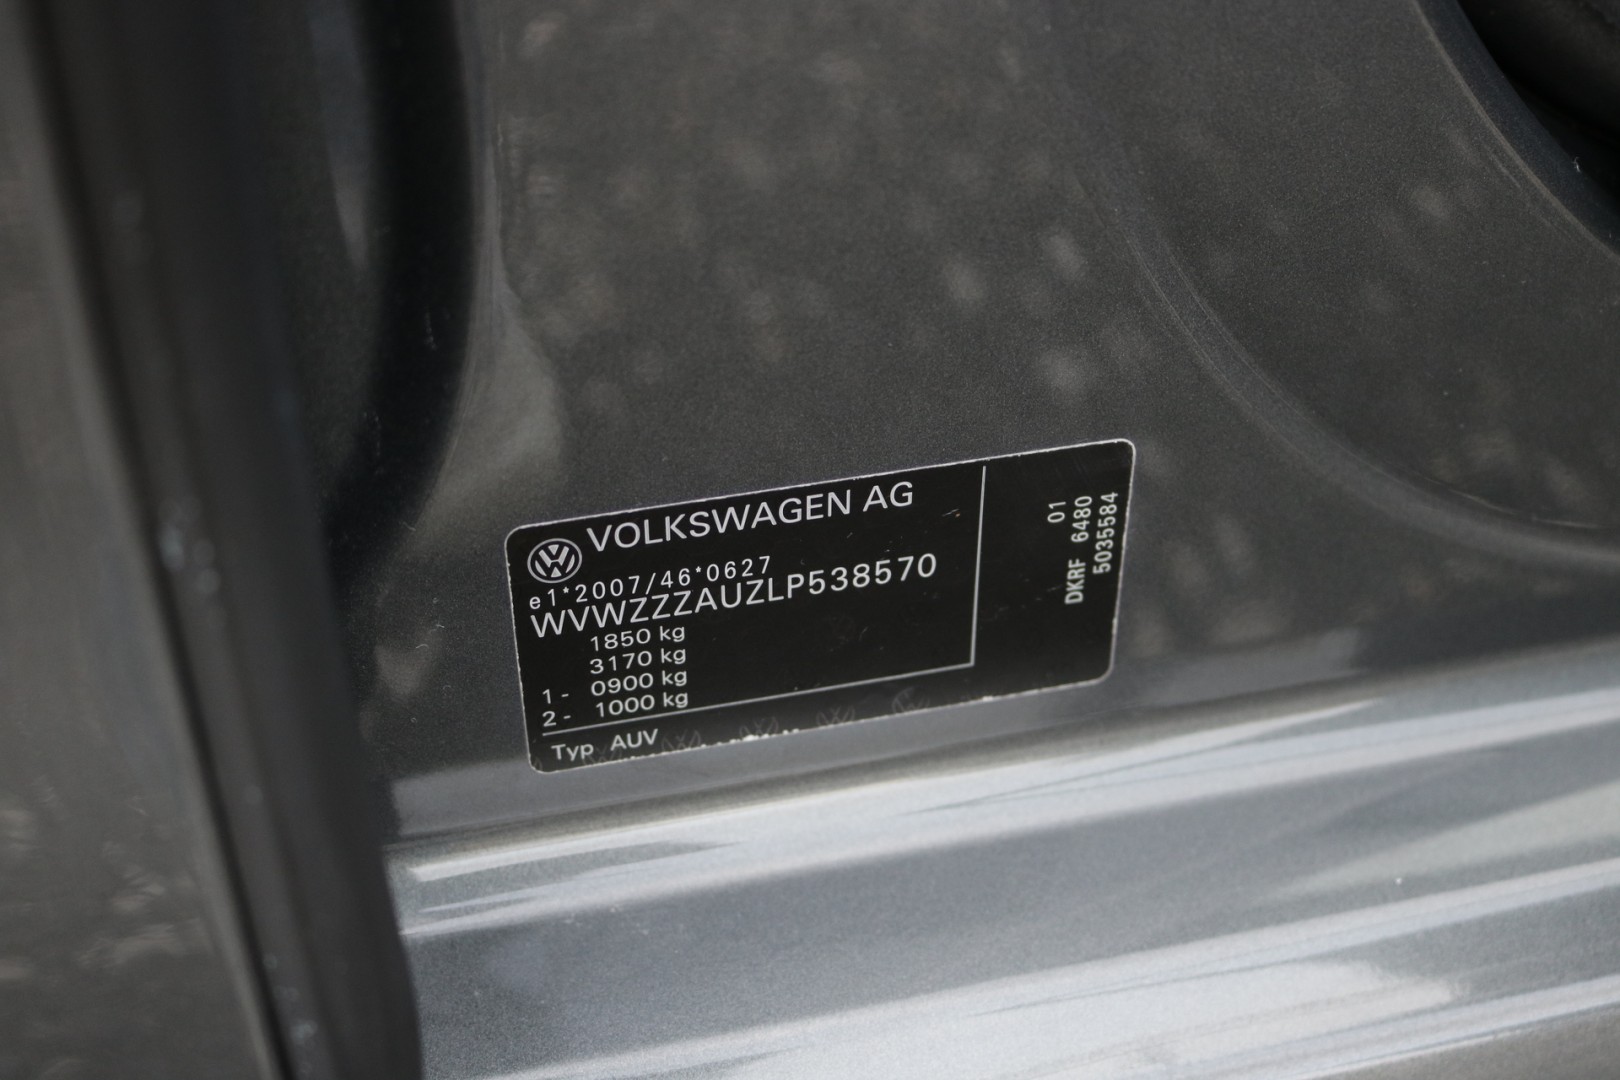 VOLKSWAGEN AG
e1*2007/46*0627
WVWZZZAUZLP538570
1850 kg
3170 kg
1- 0900 kg
2- 1000 kg
Typ AUV
01
DKRF 6480
5035584